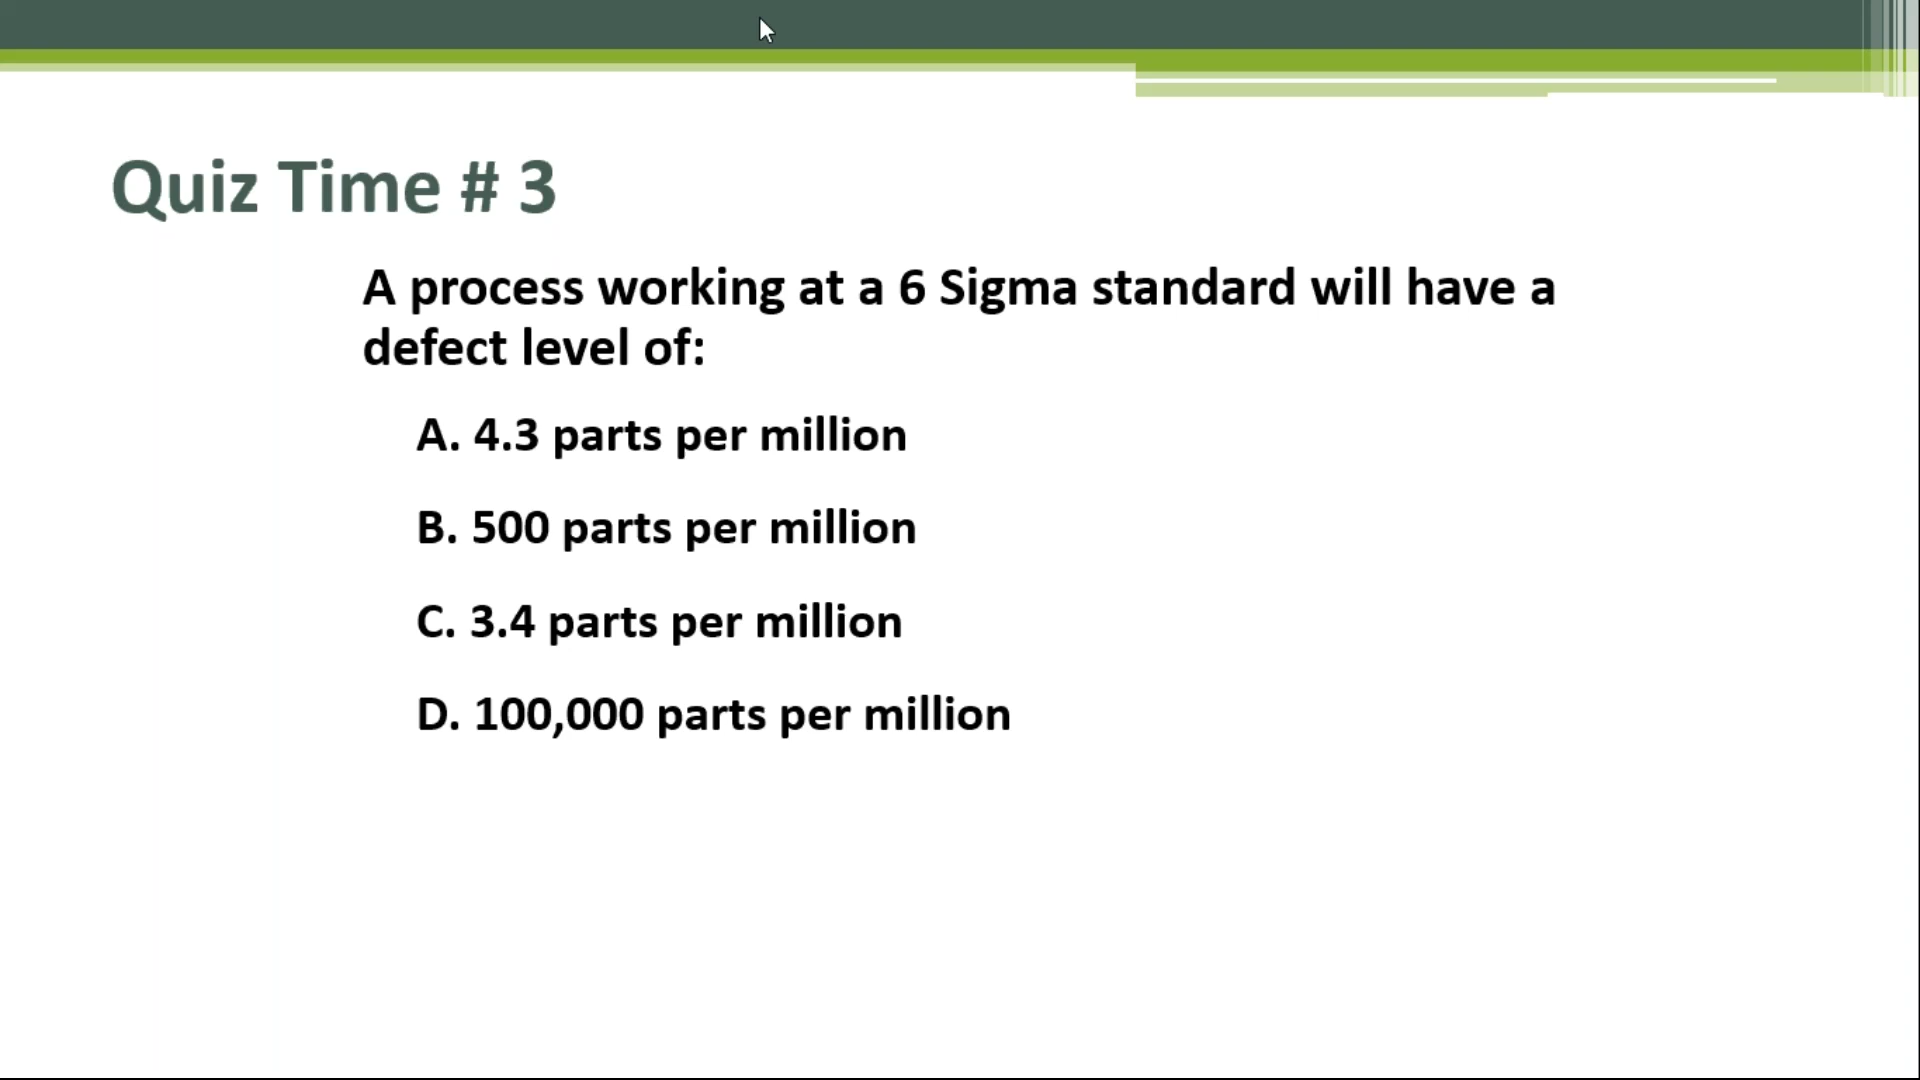 Quiz Time # 3
A process working at a 6 Sigma standard will have a
defect level of:
A. 4.3 parts per million
B. 500 parts per million
C. 3.4 parts per million
D. 100,000 parts per million